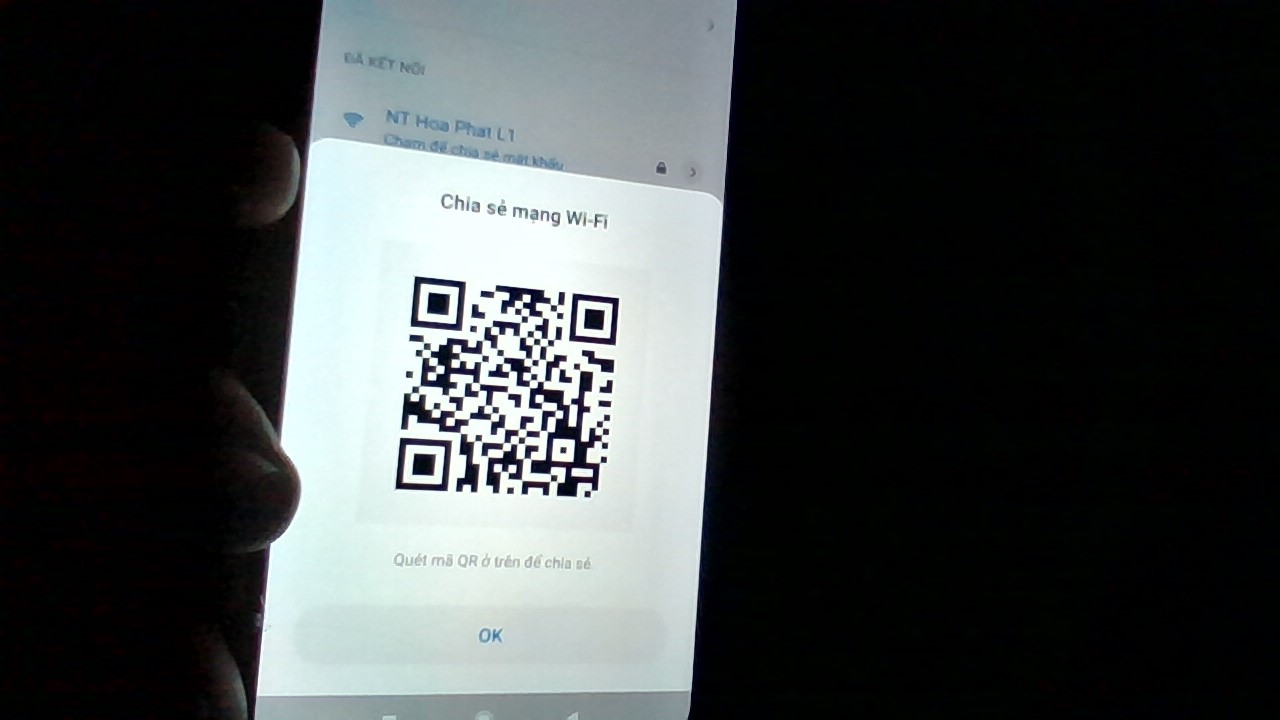 ĐÃ KẾT NỐI
NT Hoa Phat L1
Chạm để chia sẻ mật khẩu
Chia sẻ mạng Wi-Fi
Quét mã QR ở trên để chia sẻ
OK